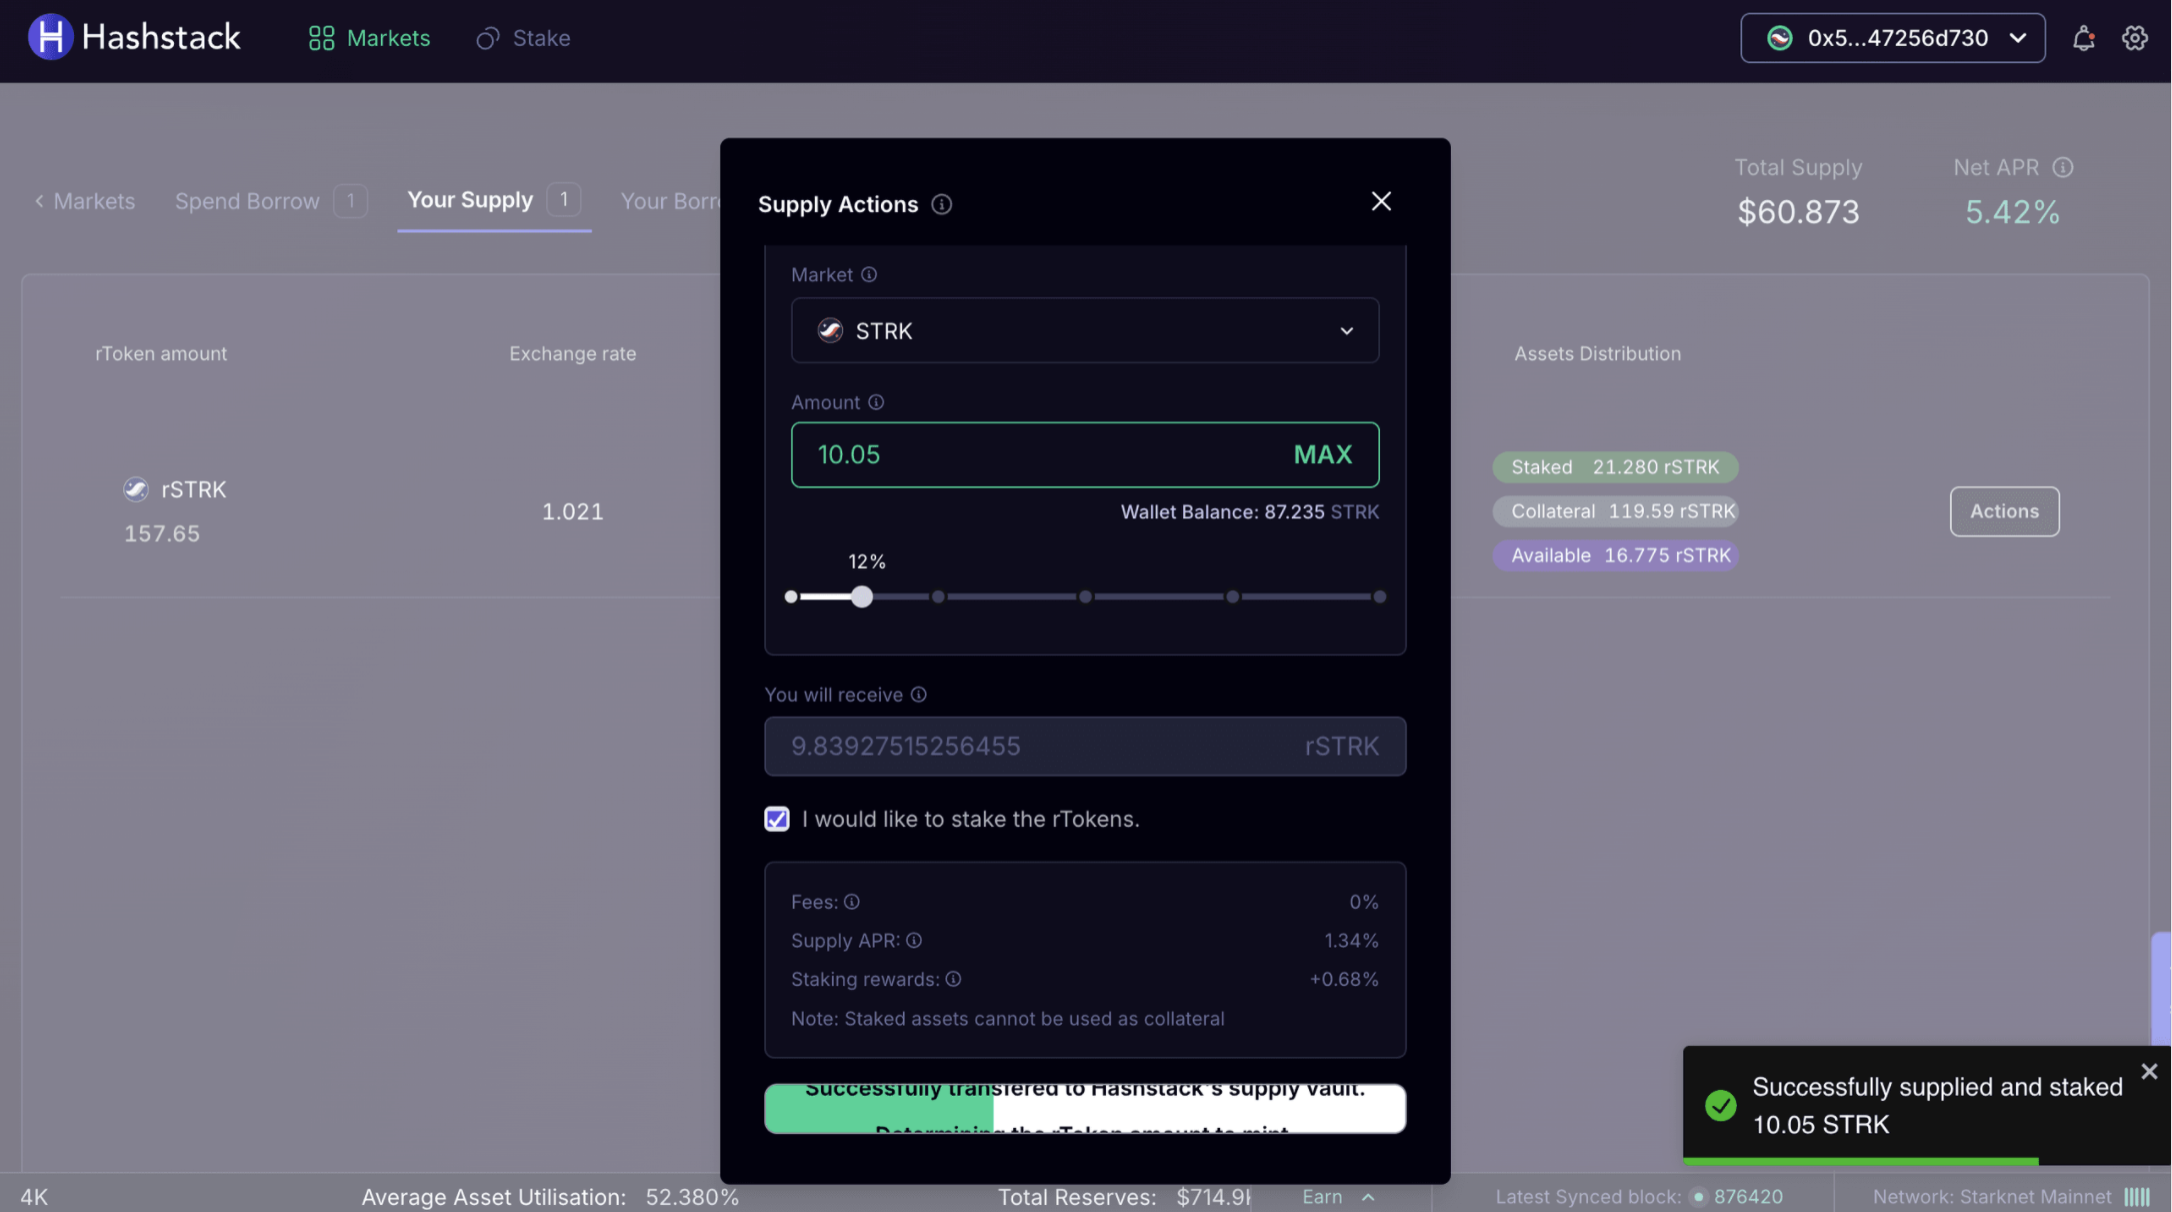 Hashstack
Markets
Stake
0x5...47256d730
Markets
Spend Borrow 1
Your Supply 1
Your Borr
Total Supply
$60.873
Net APR
5.42%
rToken amount
Exchange rate
Assets Distribution
rSTRK
157.65
1.021
Staked 21.280 rSTRK
Collateral 119.59 rSTRK
Available 16.775 rSTRK
Actions
Supply Actions
Market
STRK
Amount
10.05 MAX
Wallet Balance: 87.235 STRK
12%
You will receive
9.83927515256455 rSTRK
I would like to stake the rTokens.
Fees: 0%
Supply APR: 1.34%
Staking rewards: +0.68%
Note: Staked assets cannot be used as collateral
Successfully transfered to Hashstack's supply vault.
Determining the rToken amount to mint
Successfully supplied and staked
10.05 STRK
4K
Average Asset Utilisation: 52.380%
Total Reserves: $714.9
Earn
Latest Synced block: 876420
Network: Starknet Mainnet